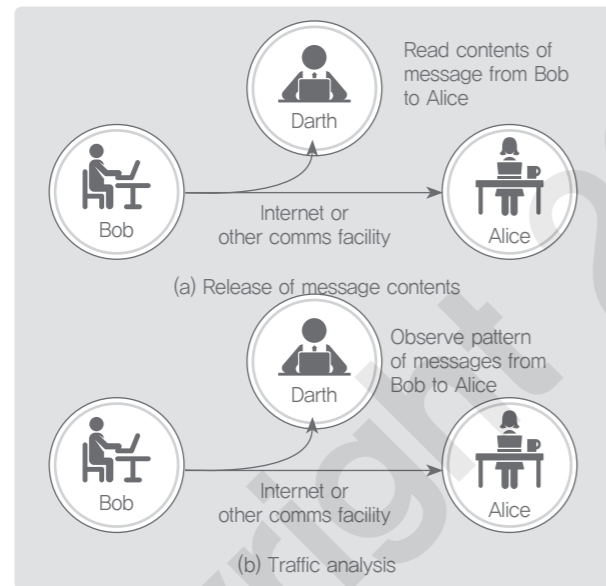 Read contents of
message from Bob
to Alice
Darth
Bob
Internet or
other comms facility
Alice
(a) Release of message contents
Observe pattern
of messages from
Bob to Alice
Darth
Bob
Internet or
other comms facility
Alice
(b) Traffic analysis